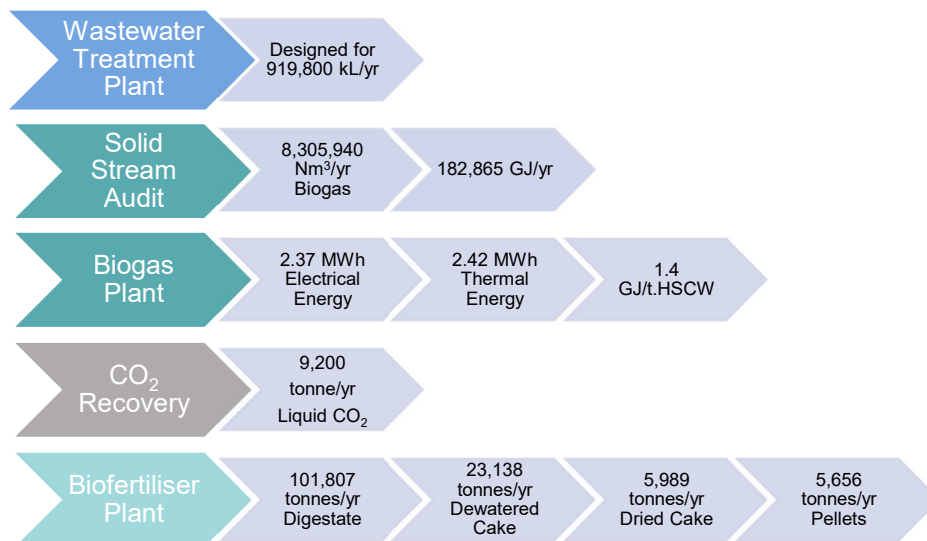 Wastewater
Treatment
Plant
Designed for
919,800 kL/yr
Solid
Stream
Audit
8,305,940
Nm³/yr
Biogas
182,865 GJ/yr
Biogas
Plant
2.37 MWh
Electrical
Energy
2.42 MWh
Thermal
Energy
1.4
GJ/t.HSCW
CO₂
Recovery
9,200
tonne/yr
Liquid CO₂
Biofertiliser
Plant
101,807
tonnes/yr
Digestate
23,138
tonnes/yr
Dewatered
Cake
5,989
tonnes/yr
Dried Cake
5,656
tonnes/yr
Pellets